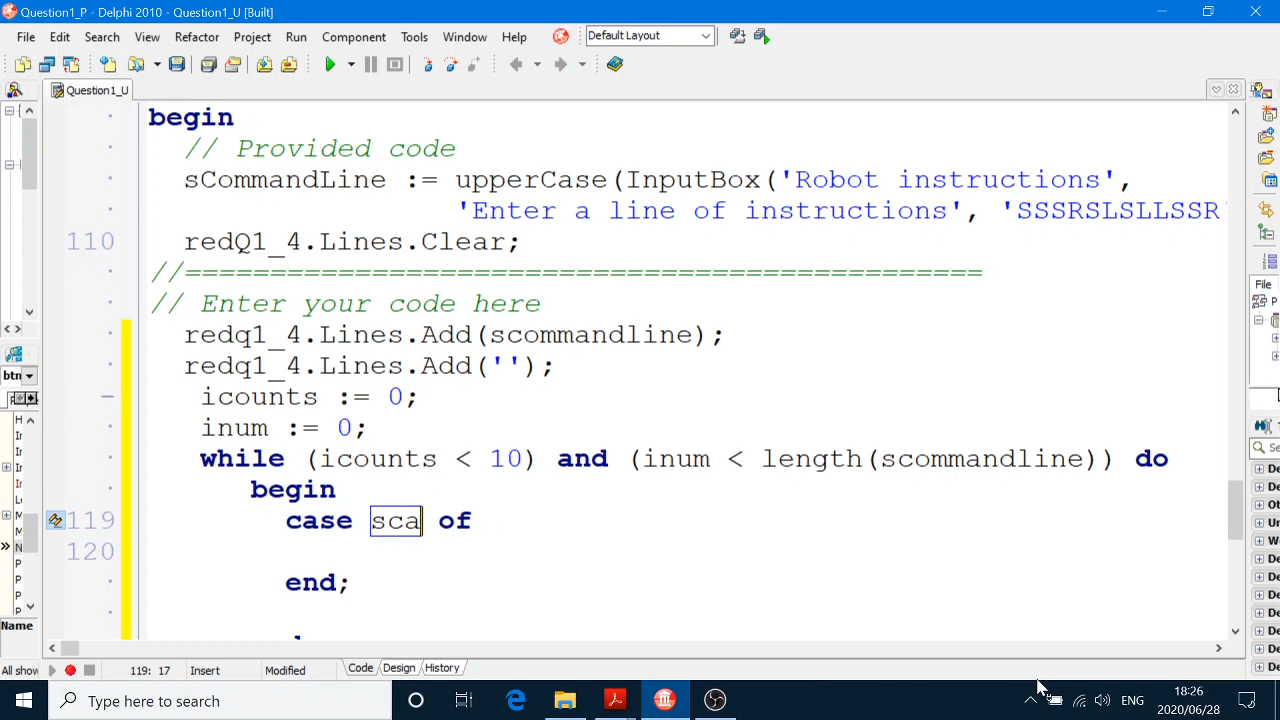 Question1_P - Delphi 2010 - Question1_U [Built]
File Edit Search View Refactor Project Run Component Tools Window Help Default Layout
Question1_U
begin
// Provided code
sCommandLine := upperCase(InputBox('Robot instructions',
'Enter a line of instructions', 'SSSRSLSLLSSR'
110 redQ1_4.Lines.Clear;
//===============================================
// Enter your code here
redq1_4.Lines.Add(scommandline);
redq1_4.Lines.Add('');
icounts := 0;
inum := 0;
while (icounts < 10) and (inum < length(scommandline)) do
begin
119 case sca of
120
end;
File
btn
Name
All show
119: 17 Insert Modified Code Design History
Type here to search
ENG
18:26
2020/06/28